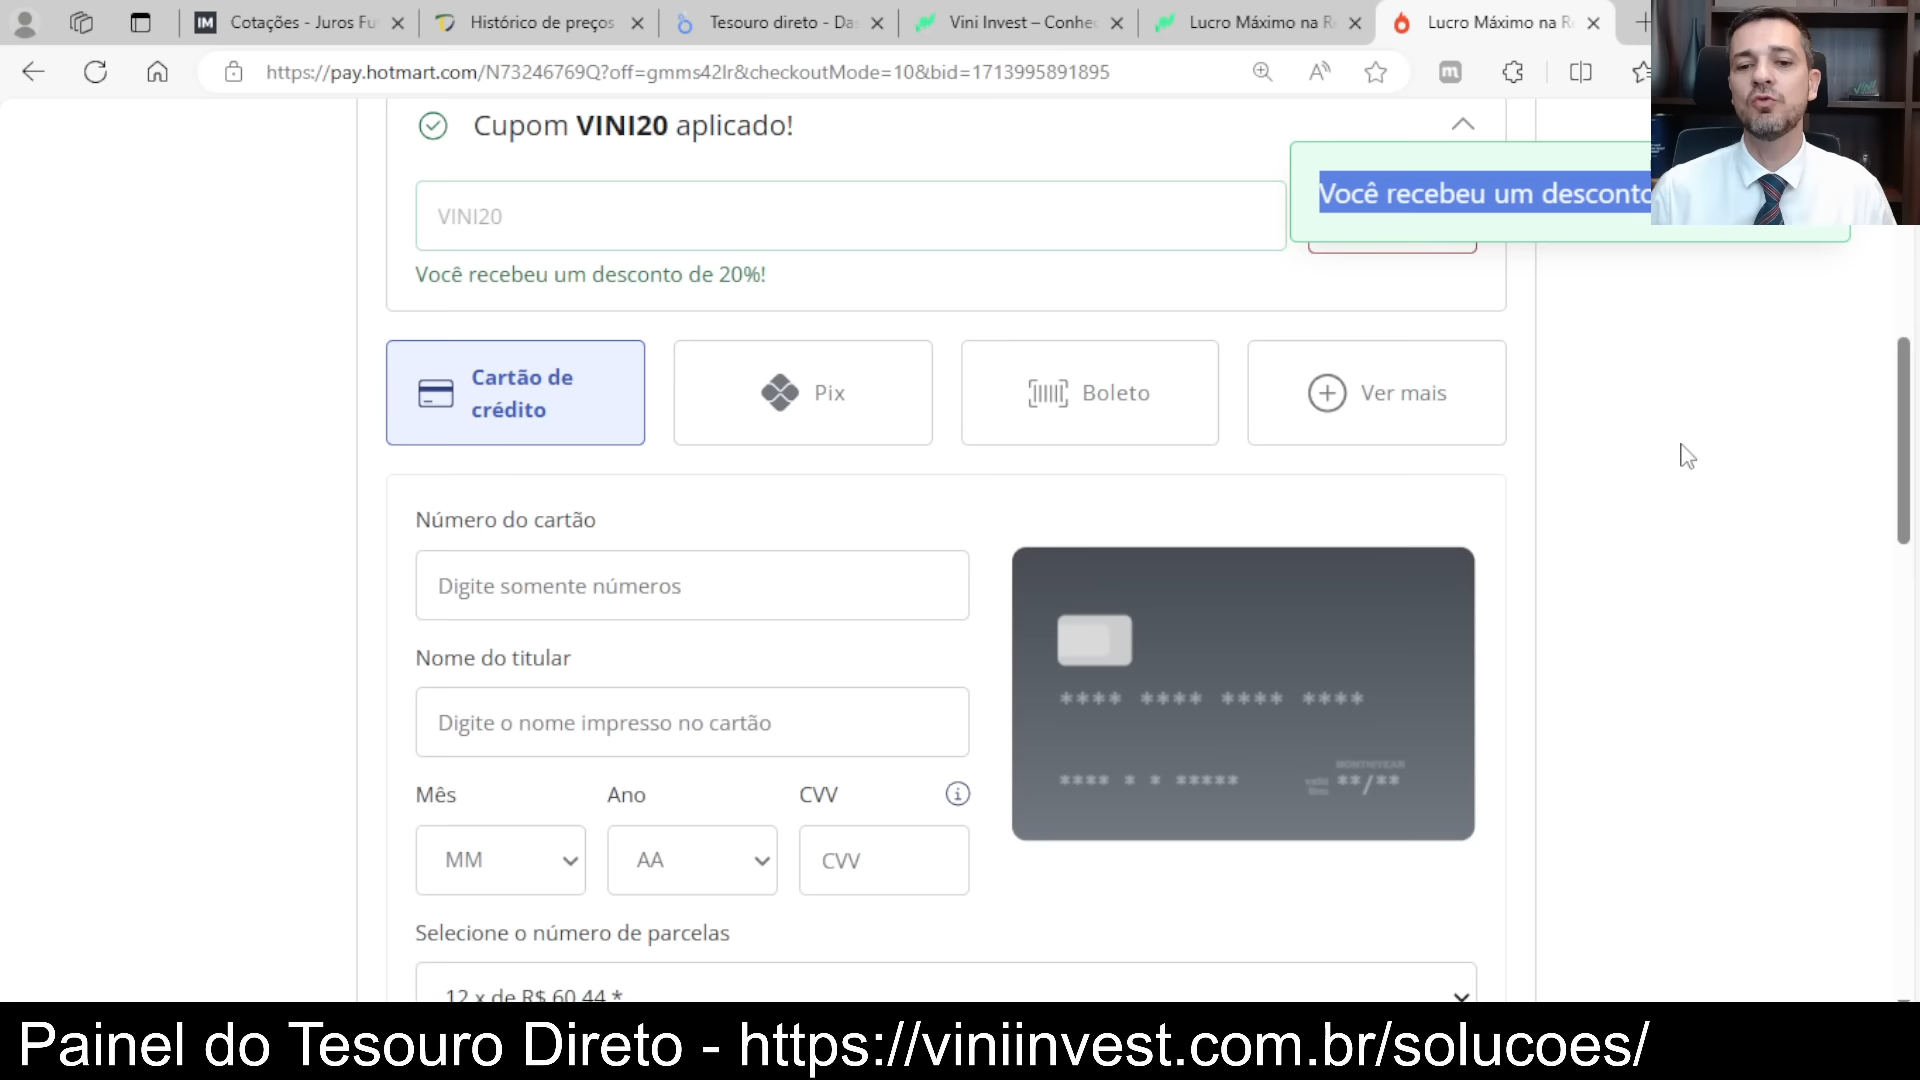 Cotações - Juros Fu
Histórico de preços
Tesouro direto - Da
Vini Invest – Conhe
Lucro Máximo na R
Lucro Máximo na R
https://pay.hotmart.com/N73246769Q?off=gmms42lr&checkoutMode=10&bid=1713995891895
Cupom VINI20 aplicado!
Você recebeu um desconto
VINI20
Você recebeu um desconto de 20%!
Cartão de
crédito
Pix
Boleto
Ver mais
Número do cartão
Digite somente números
Nome do titular
Digite o nome impresso no cartão
**** **** **** ****
MONTH/YEAR
**** * * ***** **/**
Mês
Ano
CVV
MM
AA
CVV
Selecione o número de parcelas
12 x de R$ 60,44 *
Painel do Tesouro Direto - https://viniinvest.com.br/solucoes/